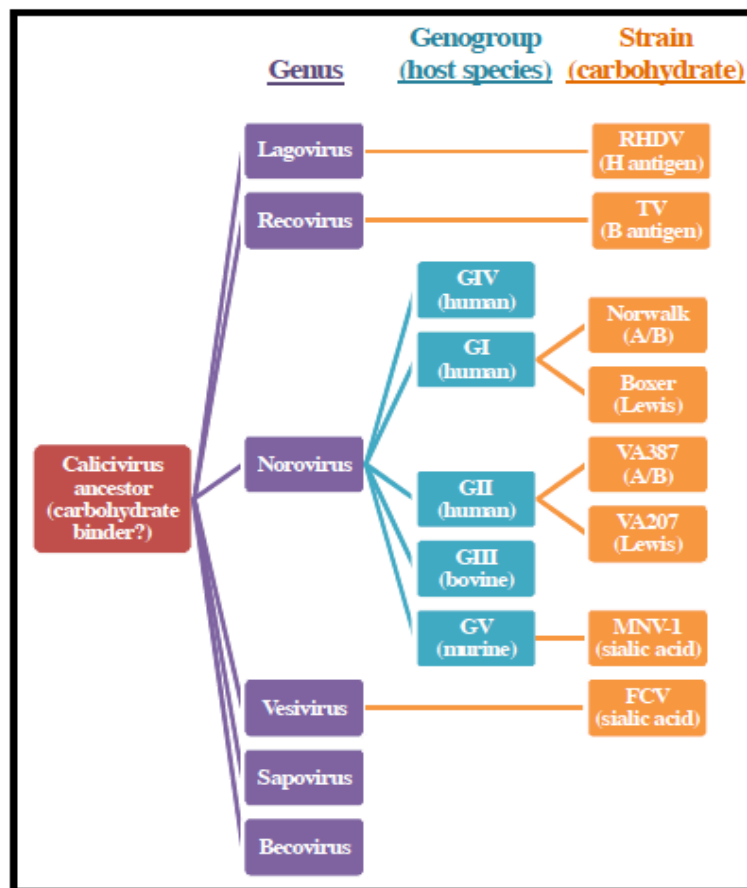 Genus
Genogroup
(host species)
Strain
(carbohydrate)
Lagovirus
RHDV
(H antigen)
Recovirus
TV
(B antigen)
GIV
(human)
GI
(human)
Norwalk
(A/B)
Boxer
(Lewis)
Calicivirus
ancestor
(carbohydrate
binder?)
Norovirus
GII
(human)
VA387
(A/B)
VA207
(Lewis)
GIII
(bovine)
GV
(murine)
MNV-1
(sialic acid)
Vesivirus
FCV
(sialic acid)
Sapovirus
Becovirus